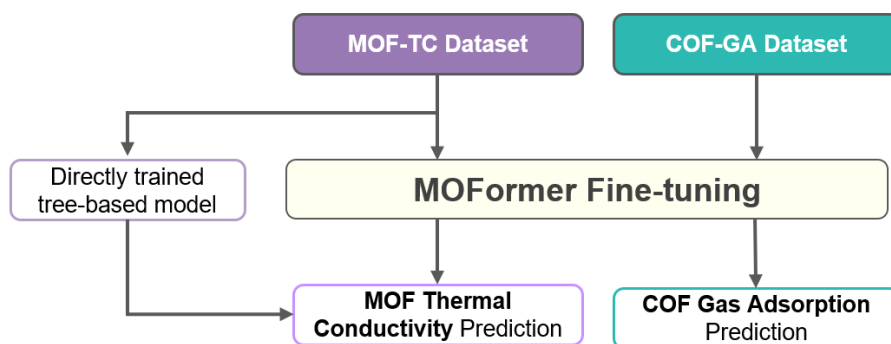 MOF-TC Dataset
COF-GA Dataset
Directly trained
tree-based model
MOFormer Fine-tuning
MOF Thermal
Conductivity Prediction
COF Gas Adsorption
Prediction